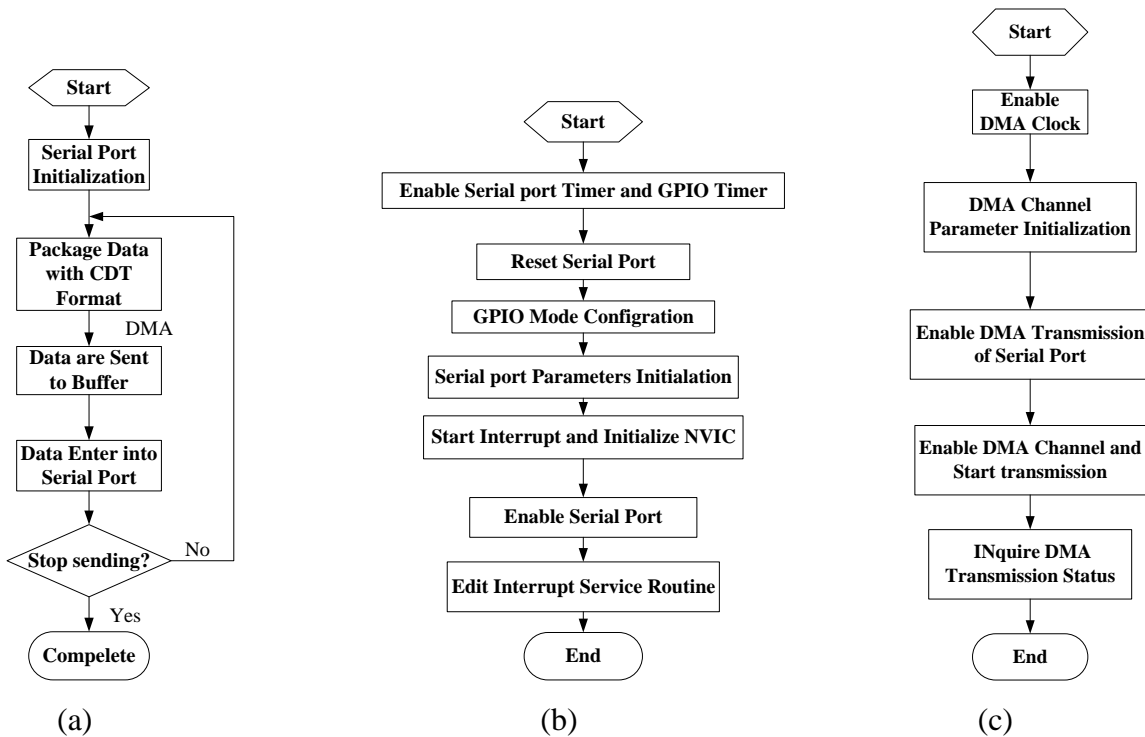 Start
Serial Port
Initialization
Package Data
with CDT
Format
DMA
Data are Sent
to Buffer
Data Enter into
Serial Port
Stop sending?
No
Yes
Compelete
(a)
Start
Enable Serial port Timer and GPIO Timer
Reset Serial Port
GPIO Mode Configration
Serial port Parameters Initialation
Start Interrupt and Initialize NVIC
Enable Serial Port
Edit Interrupt Service Routine
End
(b)
Start
Enable
DMA Clock
DMA Channel
Parameter Initialization
Enable DMA Transmission
of Serial Port
Enable DMA Channel and
Start transmission
INquire DMA
Transmission Status
End
(c)